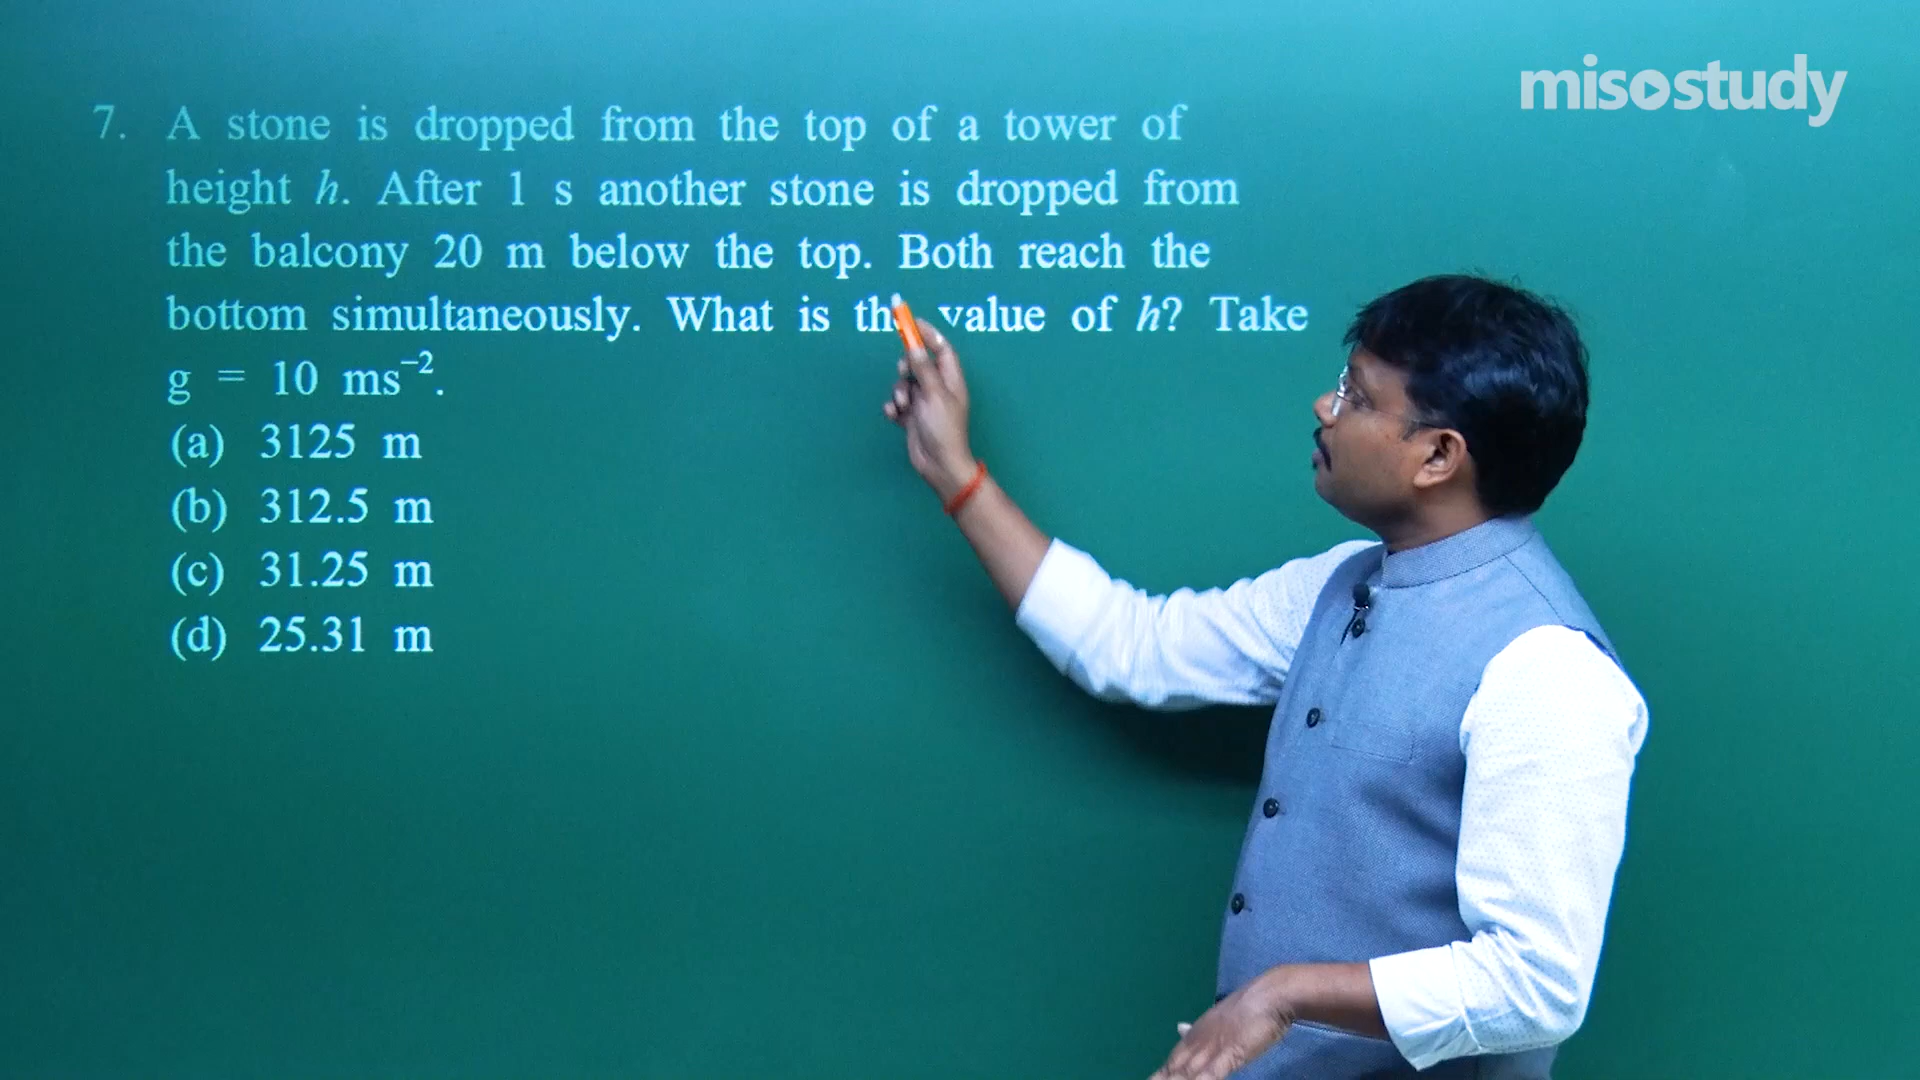 misostudy
7. A stone is dropped from the top of a tower of
height h. After 1 s another stone is dropped from
the balcony 20 m below the top. Both reach the
bottom simultaneously. What is the value of h? Take
g = 10 ms⁻².
(a) 3125 m
(b) 312.5 m
(c) 31.25 m
(d) 25.31 m